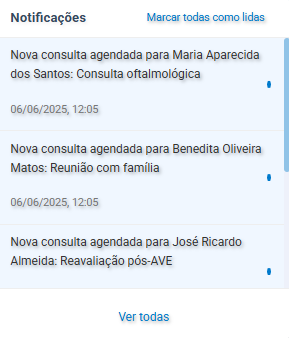 Notificações
Marcar todas como lidas
Nova consulta agendada para Maria Aparecida
dos Santos: Consulta oftalmológica
06/06/2025, 12:05
Nova consulta agendada para Benedita Oliveira
Matos: Reunião com família
06/06/2025, 12:05
Nova consulta agendada para José Ricardo
Almeida: Reavaliação pós-AVE
Ver todas